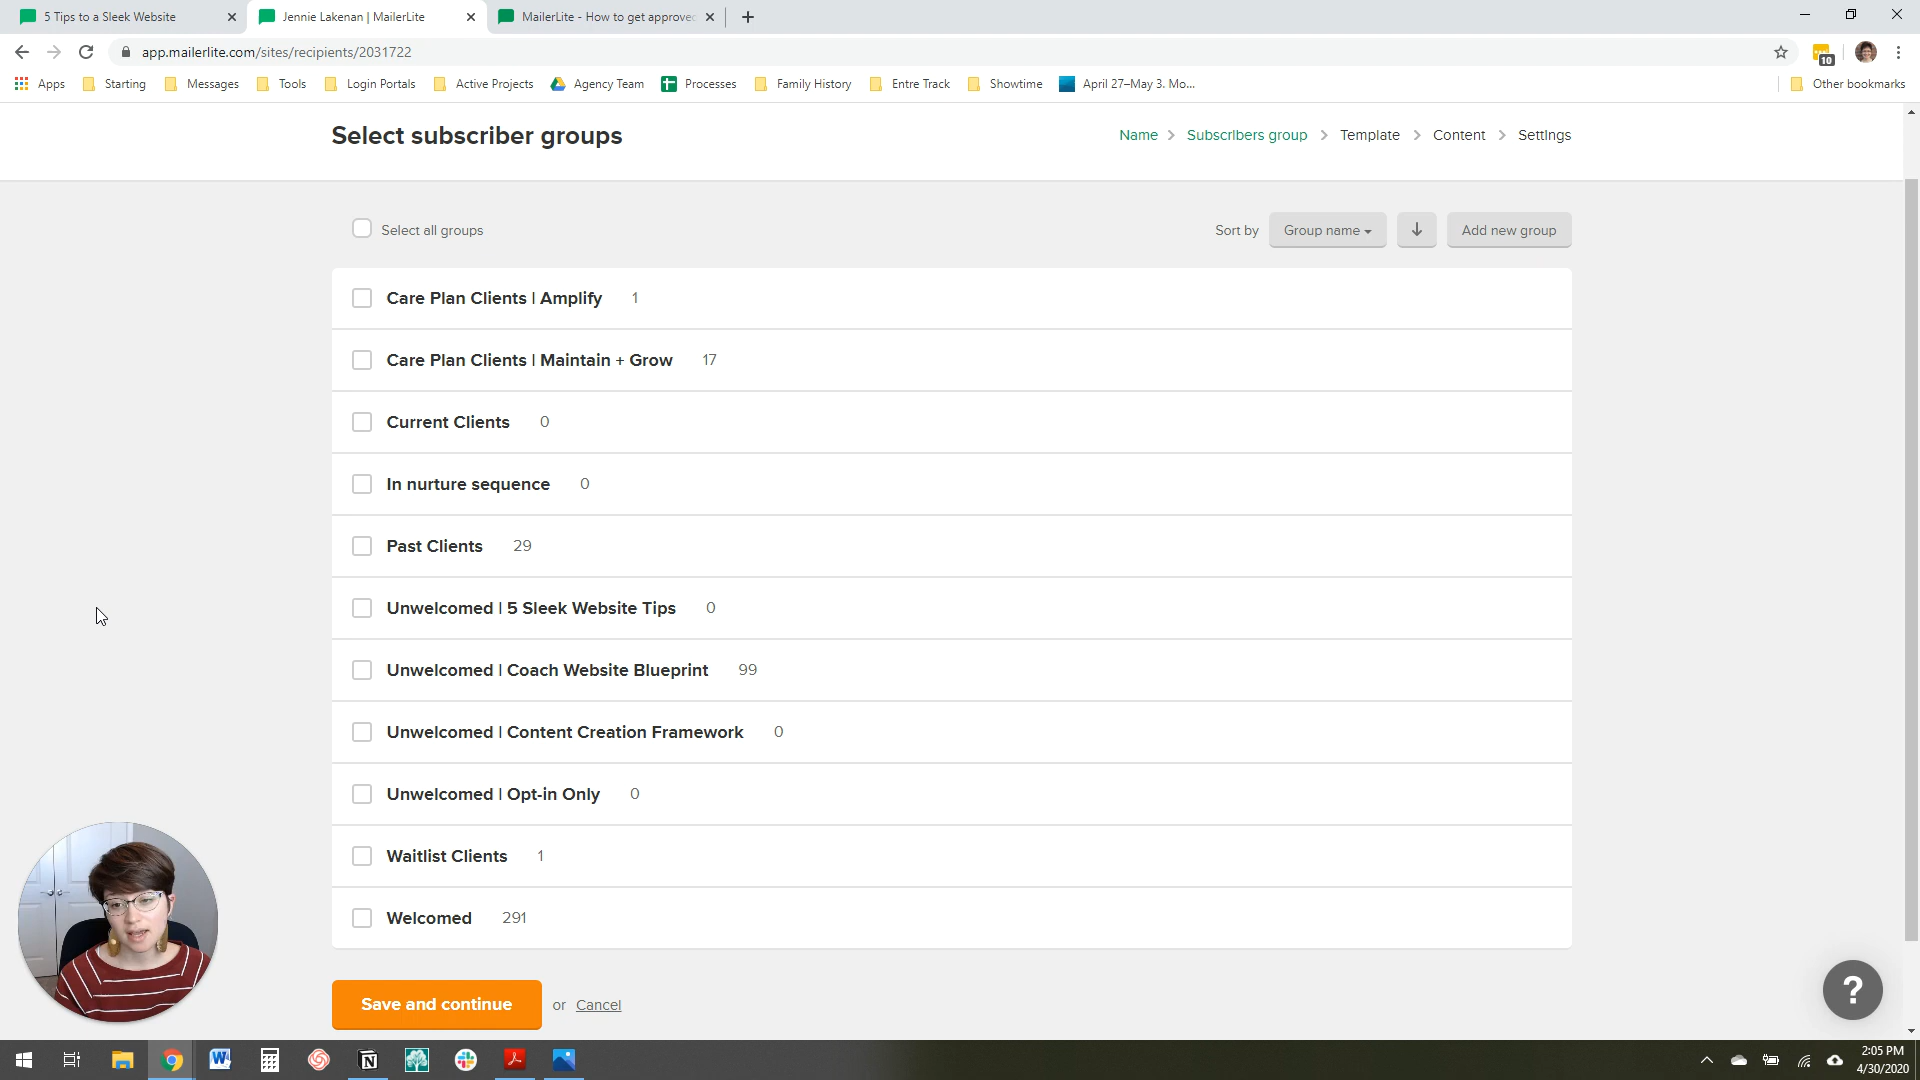 5 Tips to a Sleek Website
Jennie Lakenan | MailerLite
MailerLite - How to get approved
app.mailerlite.com/sites/recipients/2031722
10
Apps
Starting
Messages
Tools
Login Portals
Active Projects
Agency Team
Processes
Family History
Entre Track
Showtime
April 27–May 3. Mo...
Other bookmarks
Select subscriber groups
Name > Subscribers group > Template > Content > Settings
Select all groups
Sort by
Group name
Add new group
Care Plan Clients | Amplify 1
Care Plan Clients | Maintain + Grow 17
Current Clients 0
In nurture sequence 0
Past Clients 29
Unwelcomed | 5 Sleek Website Tips 0
Unwelcomed | Coach Website Blueprint 99
Unwelcomed | Content Creation Framework 0
Unwelcomed | Opt-in Only 0
Waitlist Clients 1
Welcomed 291
Save and continue or Cancel
?
2:05 PM
4/30/2020